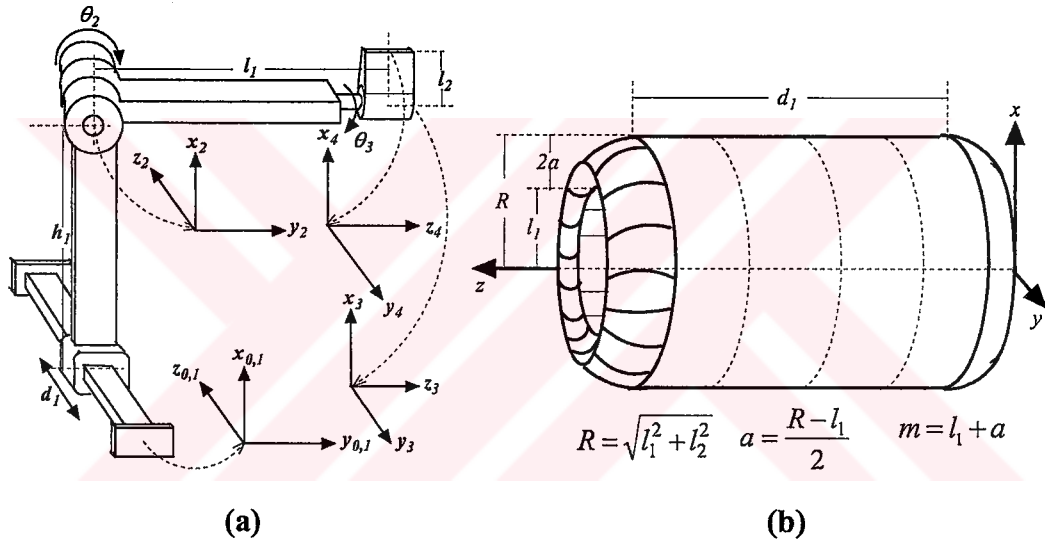 θ₂
l₁
l₂
x₄
θ₃
x₂
z₂
y₂
z₄
h₁
y₄
x₃
z₃
y₃
x₀,₁
z₀,₁
d₁
y₀,₁
(a)
d₁
x
2a
R
l₁
z
y
R = √(l₁² + l₂²) a = (R − l₁)/2 m = l₁ + a
(b)